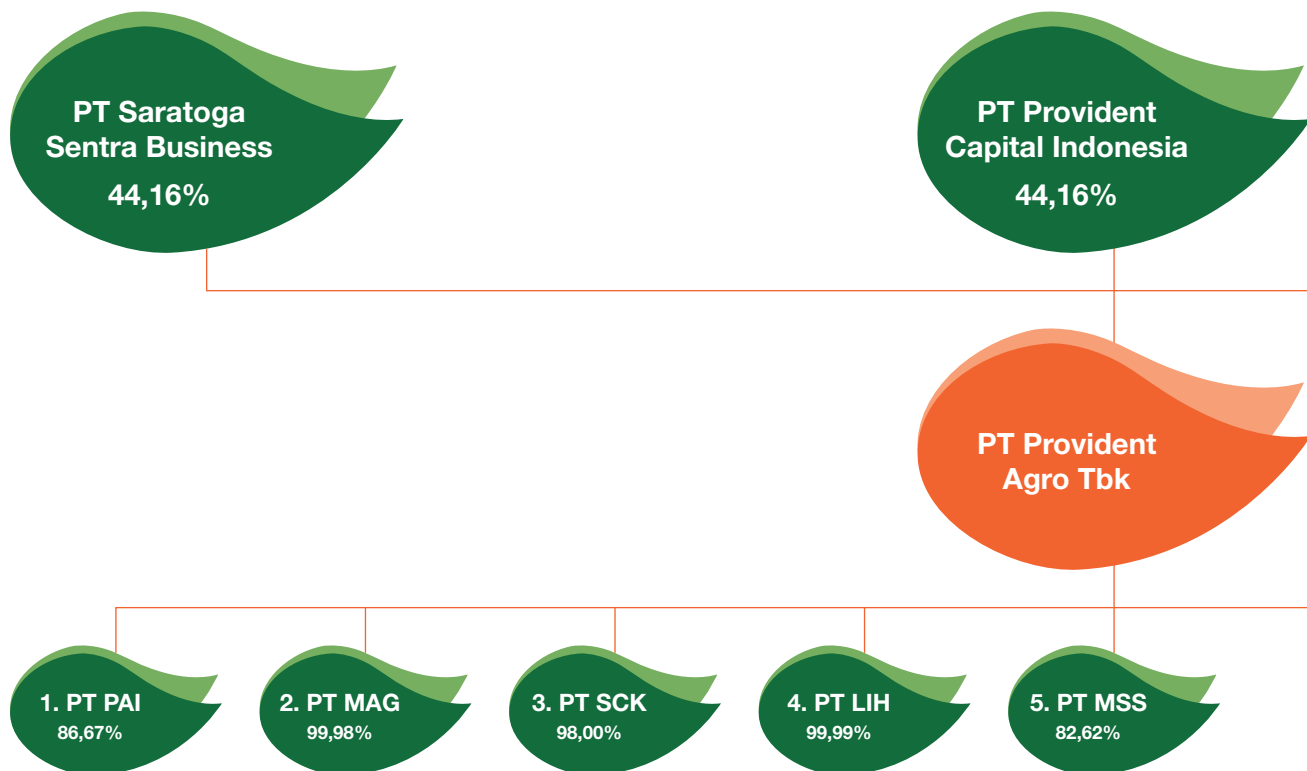 PT Saratoga
Sentra Business
44,16%
PT Provident
Capital Indonesia
44,16%
PT Provident
Agro Tbk
1. PT PAI
86,67%
2. PT MAG
99,98%
3. PT SCK
98,00%
4. PT LIH
99,99%
5. PT MSS
82,62%